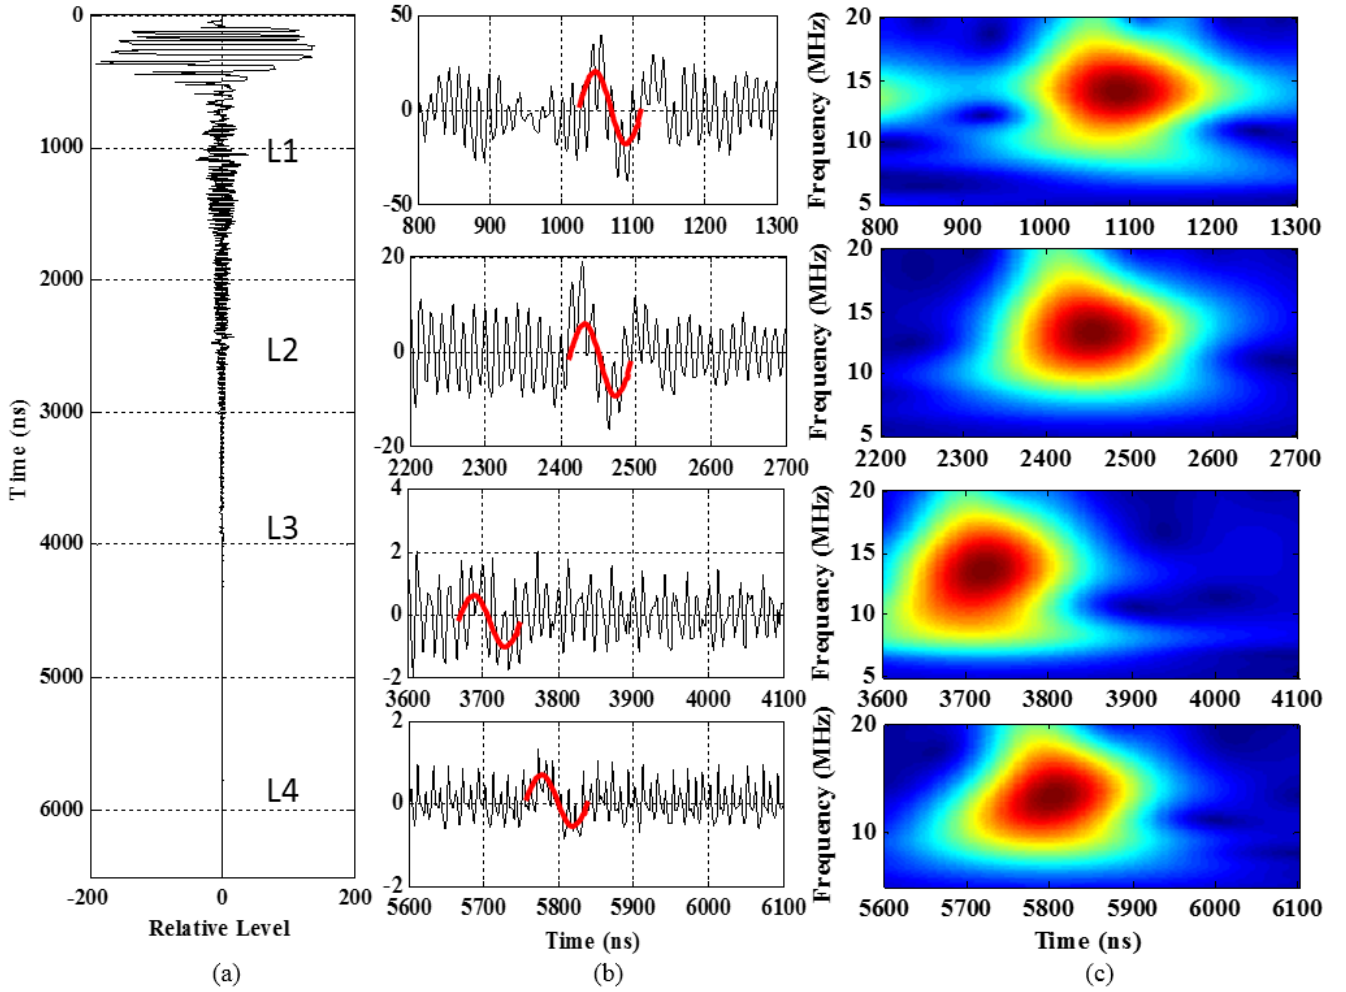 0
1000
2000
3000
4000
5000
6000
Time (ns)
L1
L2
L3
L4
-200 0 200
Relative Level
(a)
50
0
-50
800 900 1000 1100 1200 1300
20
0
-20
2200 2300 2400 2500 2600 2700
4
2
0
-2
3600 3700 3800 3900 4000 4100
2
0
-2
5600 5700 5800 5900 6000 6100
Time (ns)
(b)
Frequency (MHz)
20
15
10
5
800 900 1000 1100 1200 1300
Frequency (MHz)
20
15
10
5
2200 2300 2400 2500 2600 2700
Frequency (MHz)
20
15
10
5
3600 3700 3800 3900 4000 4100
Frequency (MHz)
20
10
5600 5700 5800 5900 6000 6100
Time (ns)
(c)